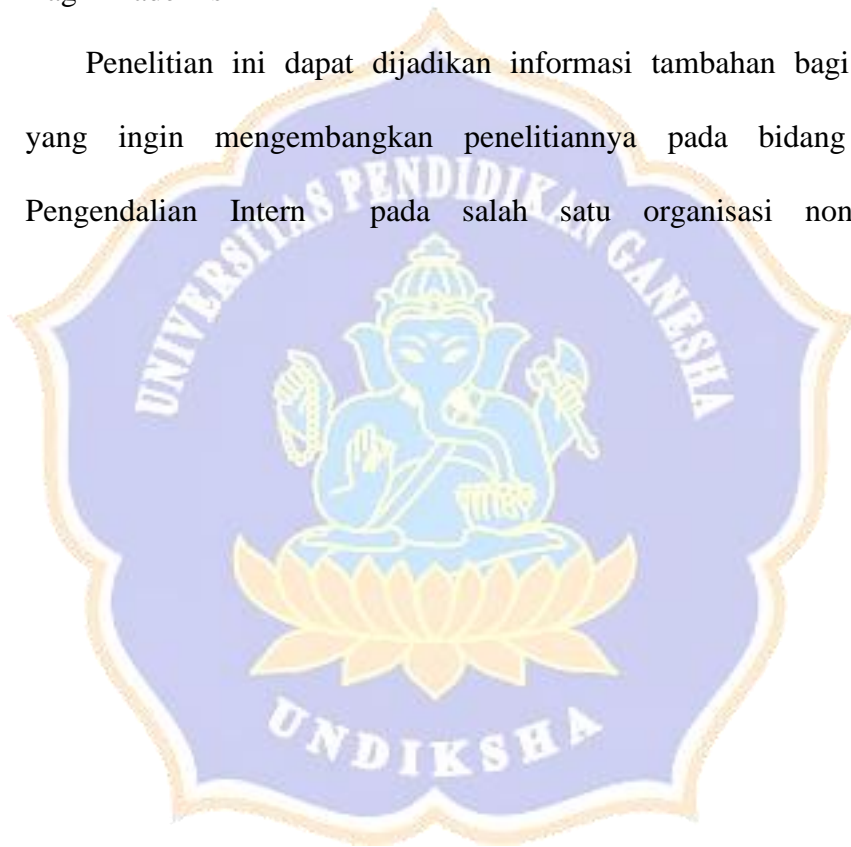 Penelitian ini dapat dijadikan informasi tambahan bagi
yang ingin mengembangkan penelitiannya pada bidang
Pengendalian Intern pada salah satu organisasi non
UNIVERSITAS PENDIDIKAN GANESHA
UNDIKSHA